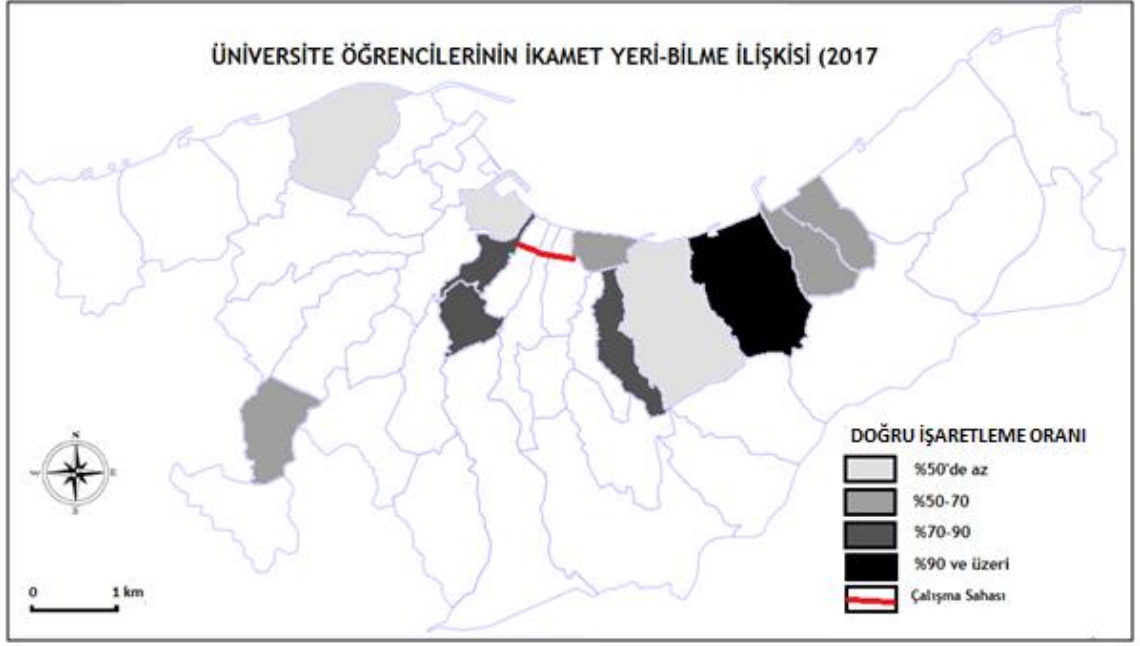 ÜNİVERSİTE ÖĞRENCİLERİNİN İKAMET YERİ-BİLME İLİŞKİSİ (2017
N
W E
S
0 1 km
DOĞRU İŞARETLEME ORANI
%50'de az
%50-70
%70-90
%90 ve üzeri
Çalışma Sahası